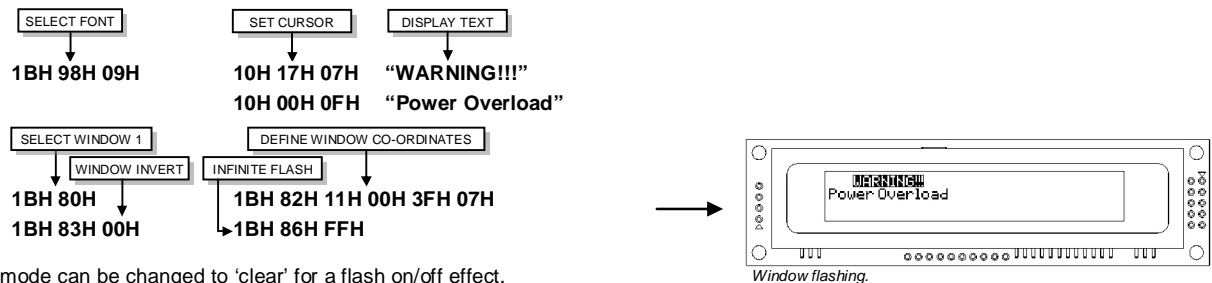 SELECT FONT SET CURSOR DISPLAY TEXT
1BH 98H 09H 10H 17H 07H “WARNING!!!”
10H 00H 0FH “Power Overload”
SELECT WINDOW 1 DEFINE WINDOW CO-ORDINATES
WINDOW INVERT INFINITE FLASH
1BH 80H 1BH 82H 11H 00H 3FH 07H
1BH 83H 00H 1BH 86H FFH
WARNING!!!
Power Overload
mode can be changed to ‘clear’ for a flash on/off effect.
Window flashing.